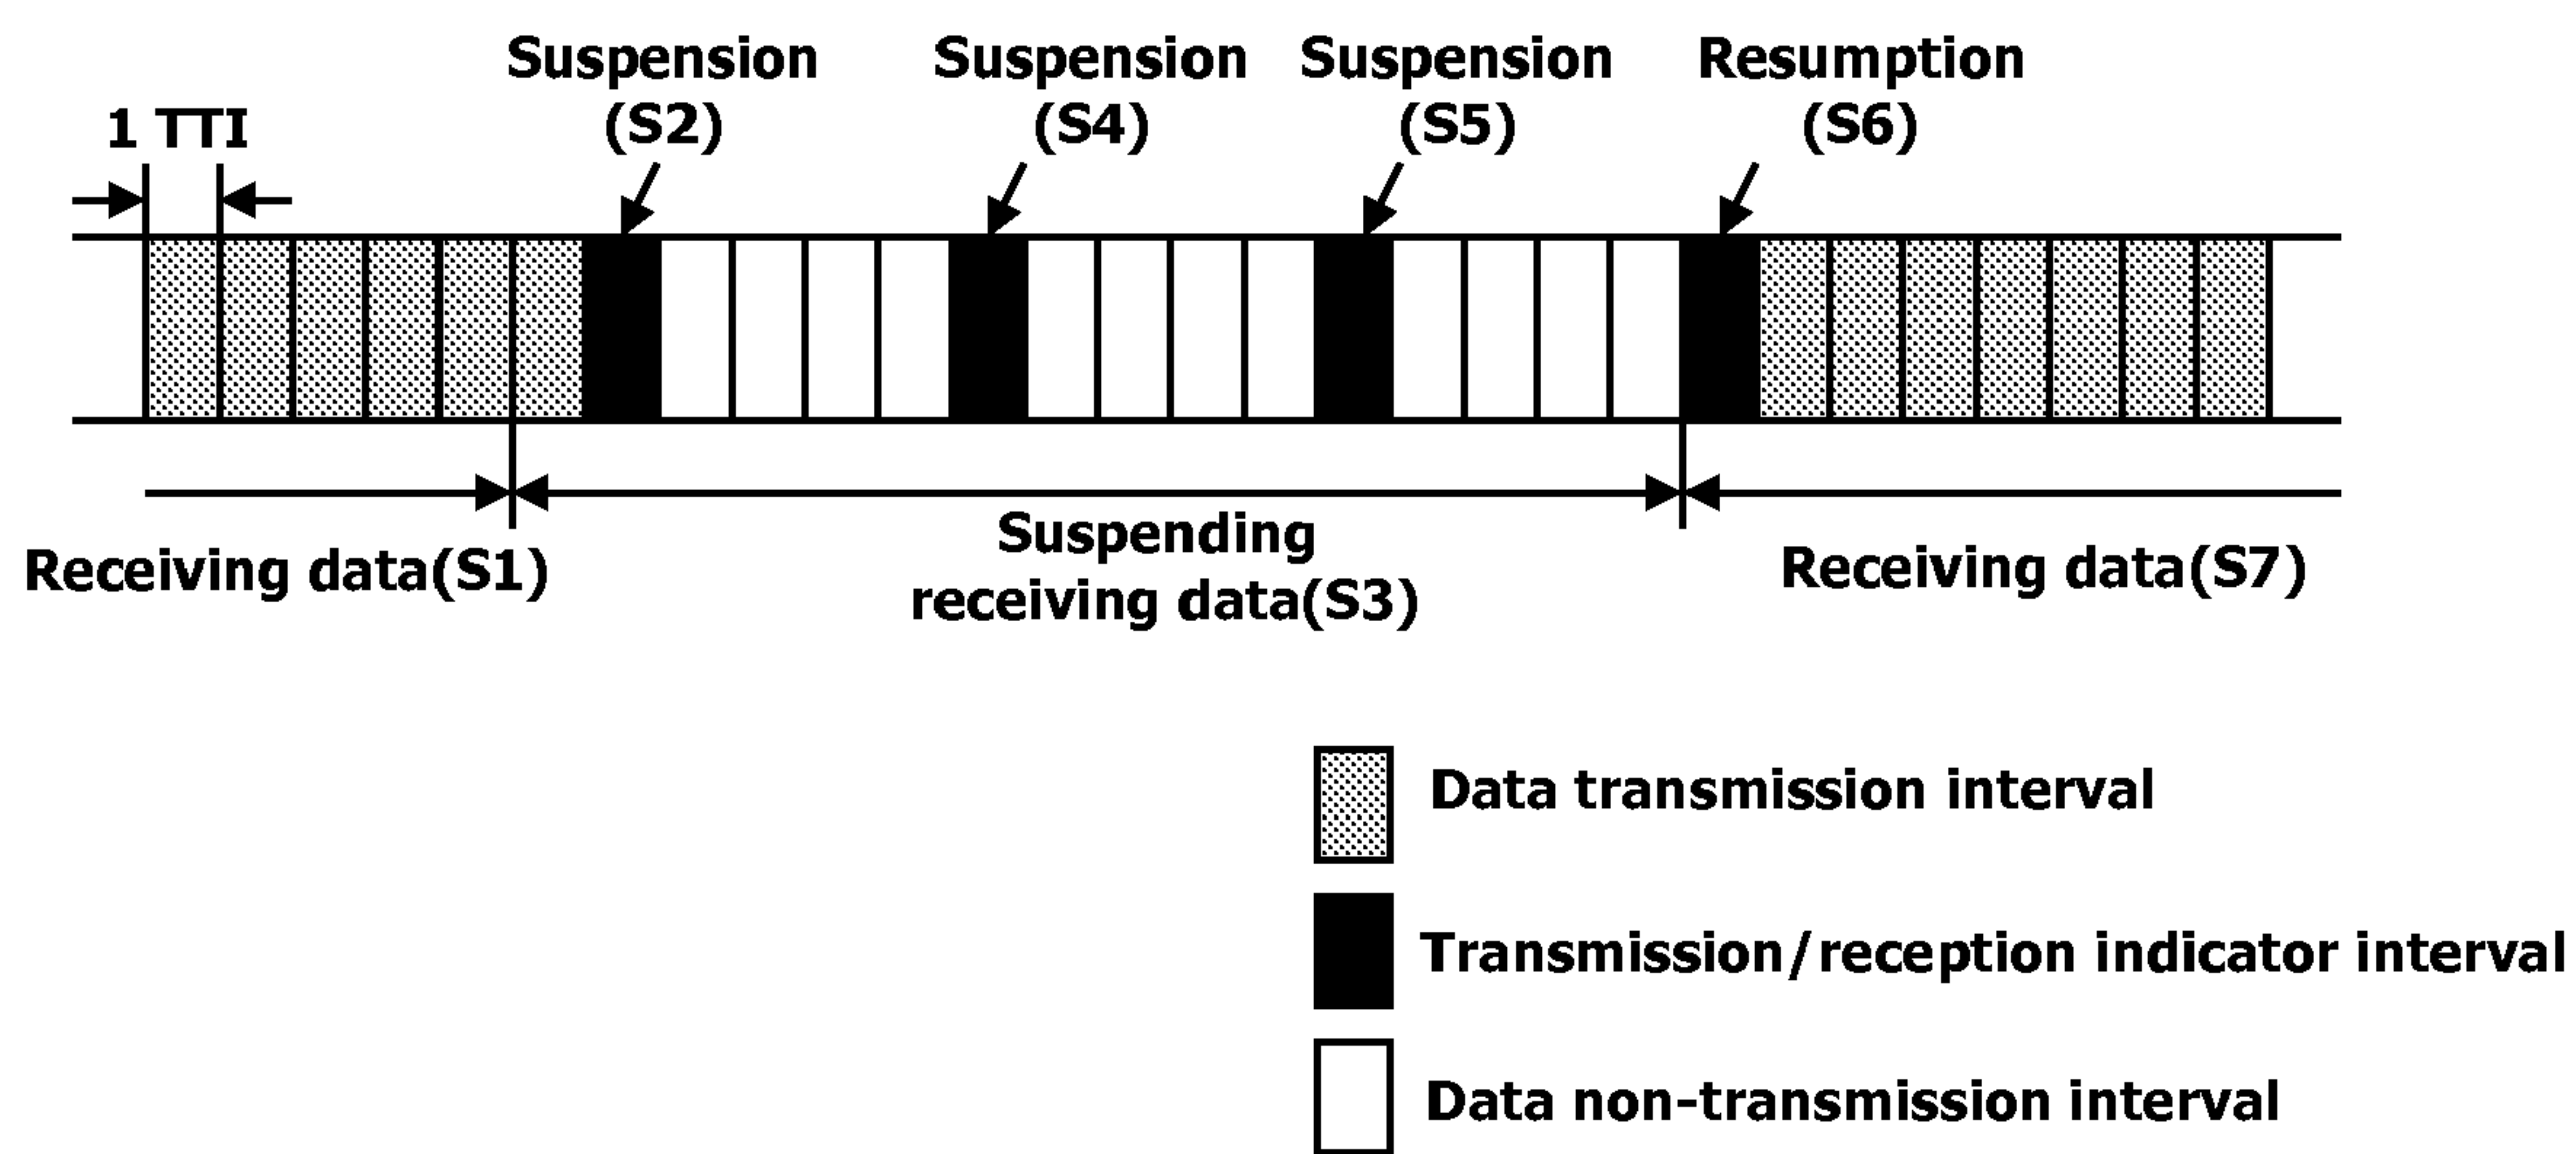 Suspension
(S2)
Suspension
(S4)
Suspension
(S5)
Resumption
(S6)
1 TTI
Receiving data(S1)
Suspending
receiving data(S3)
Receiving data(S7)
Data transmission interval
Transmission/reception indicator interval
Data non-transmission interval